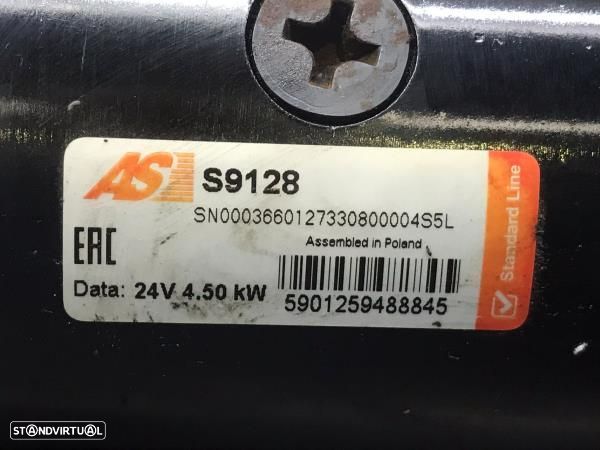 AS S9128
SN0003660127330800004S5L
Assembled in Poland
EAC
Data: 24V 4.50 kW
5901259488845
Standard Line
STANDVIRTUAL